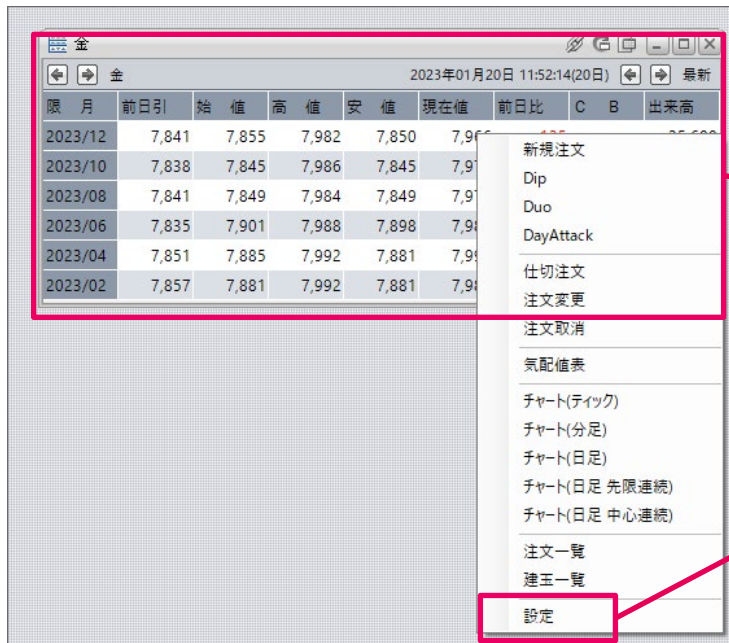 金
金 2023年01月20日 11:52:14(20日) 最新
限 月 前日引 始 値 高 値 安 値 現在値 前日比 C B 出来高
2023/12 7,841 7,855 7,982 7,850
2023/10 7,838 7,845 7,986 7,845
2023/08 7,841 7,849 7,984 7,849
2023/06 7,835 7,901 7,988 7,898
2023/04 7,851 7,885 7,992 7,881
2023/02 7,857 7,881 7,992 7,881
新規注文
Dip
Duo
DayAttack
仕切注文
注文変更
注文取消
気配値表
チャート(ティック)
チャート(分足)
チャート(日足)
チャート(日足 先限連続)
チャート(日足 中心連続)
注文一覧
建玉一覧
設定